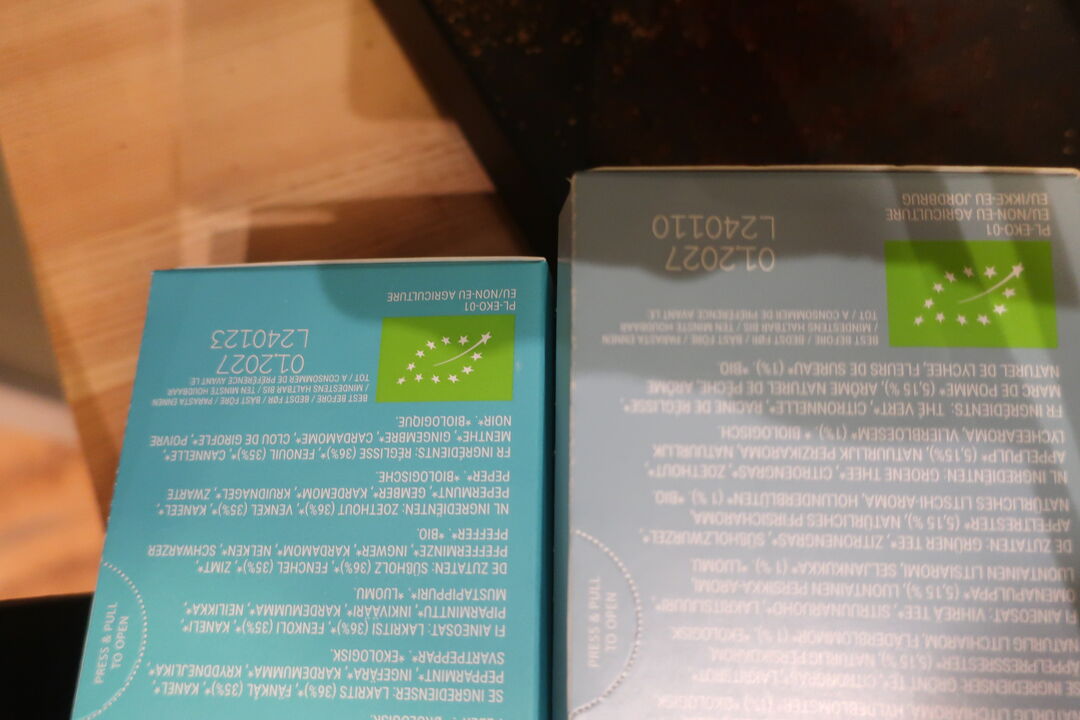 SE INGREDIENSER: GRÖNT TE*, CITRONGRÄS*, LAKRITSROT*,
ÄPPELPRESSRESTER* (5,15 %), NATURLIG PERSIKOAROM,
NATURLIG LITCHIAROM, FLÄDERBLOMMOR* (1 %). *EKOLOGISK.
FI AINEOSAT: VIHREÄ TEE*, SITRUUNARUOHO*, LAKRITSIJUURI*,
OMENAPULPPA* (5,15 %), LUONTAINEN PERSIKKA-AROMI,
LUONTAINEN LITSIAROMI, SELJANKUKKA* (1 %). *LUOMU.
DE ZUTATEN: GRÜNER TEE*, ZITRONENGRAS*, SÜSSHOLZWURZEL*,
APFELTRESTER* (5,15 %), NATÜRLICHES PFIRSICHAROMA,
NATÜRLICHES LITSCHI-AROMA, HOLUNDERBLÜTEN* (1 %). *BIO.
NL INGREDIËNTEN: GROENE THEE*, CITROENGRAS*, ZOETHOUT*,
APPELPULP* (5,15%), NATUURLIJK PERZIKAROMA, NATUURLIJK
LYCHEEAROMA, VLIERBLOESEM* (1%). *BIOLOGISCH.
FR INGRÉDIENTS: THÉ VERT*, CITRONNELLE*, RACINE DE RÉGLISSE*,
MARC DE POMME* (5,15 %), ARÔME NATUREL DE PÊCHE, ARÔME
NATUREL DE LYCHEE, FLEURS DE SUREAU* (1%). *BIO.
BEST BEFORE / BEDST FØR / BÄST FÖRE / PARASTA ENNEN
/ MINDESTENS HALTBAR BIS / TEN MINSTE HOUDBAAR
TOT / À CONSOMMER DE PRÉFÉRENCE AVANT LE:
01.2027
L240110
PL-EKO-01
EU/NON-EU AGRICULTURE
EU/IKKE-EU JORDBRUG
PRESS & PULL
TO OPEN
SE INGREDIENSER: LAKRITS (36%)*, FÄNKÅL (35%)*, KANEL*,
PEPPARMINT*, INGEFÄRA*, KARDEMUMMA*, KRYDDNEJLIKA*,
SVARTPEPPAR*. *EKOLOGISK.
FI AINEOSAT: LAKRITSI (36%)*, FENKOLI (35%)*, KANELI*,
PIPARMINTTU*, INKIVÄÄRI*, KARDEMUMMA*, NEILIKKA*,
MUSTAPIPPURI*. *LUOMU.
DE ZUTATEN: SÜßHOLZ (36%)*, FENCHEL (35%)*, ZIMT*,
PFEFFERMINZE*, INGWER*, KARDAMOM*, NELKEN*, SCHWARZER
PFEFFER*. *BIO.
NL INGREDIËNTEN: ZOETHOUT (36%)*, VENKEL (35%)*, KANEEL*,
PEPERMUNT*, GEMBER*, KARDEMOM*, KRUIDNAGEL*, ZWARTE
PEPER*. *BIOLOGISCHE.
FR INGRÉDIENTS: RÉGLISSE (36%)*, FENOUIL (35%)*, CANNELLE*,
MENTHE*, GINGEMBRE*, CARDAMOME*, CLOU DE GIROFLE*, POIVRE
NOIR*. *BIOLOGIQUE.
BEST BEFORE / BEDST FØR / BÄST FÖRE / PARASTA ENNEN
/ MINDESTENS HALTBAR BIS / TEN MINSTE HOUDBAAR
TOT / À CONSOMMER DE PRÉFÉRENCE AVANT LE:
01.2027
L240123
PL-EKO-01
EU/NON-EU AGRICULTURE
PRESS & PULL
TO OPEN